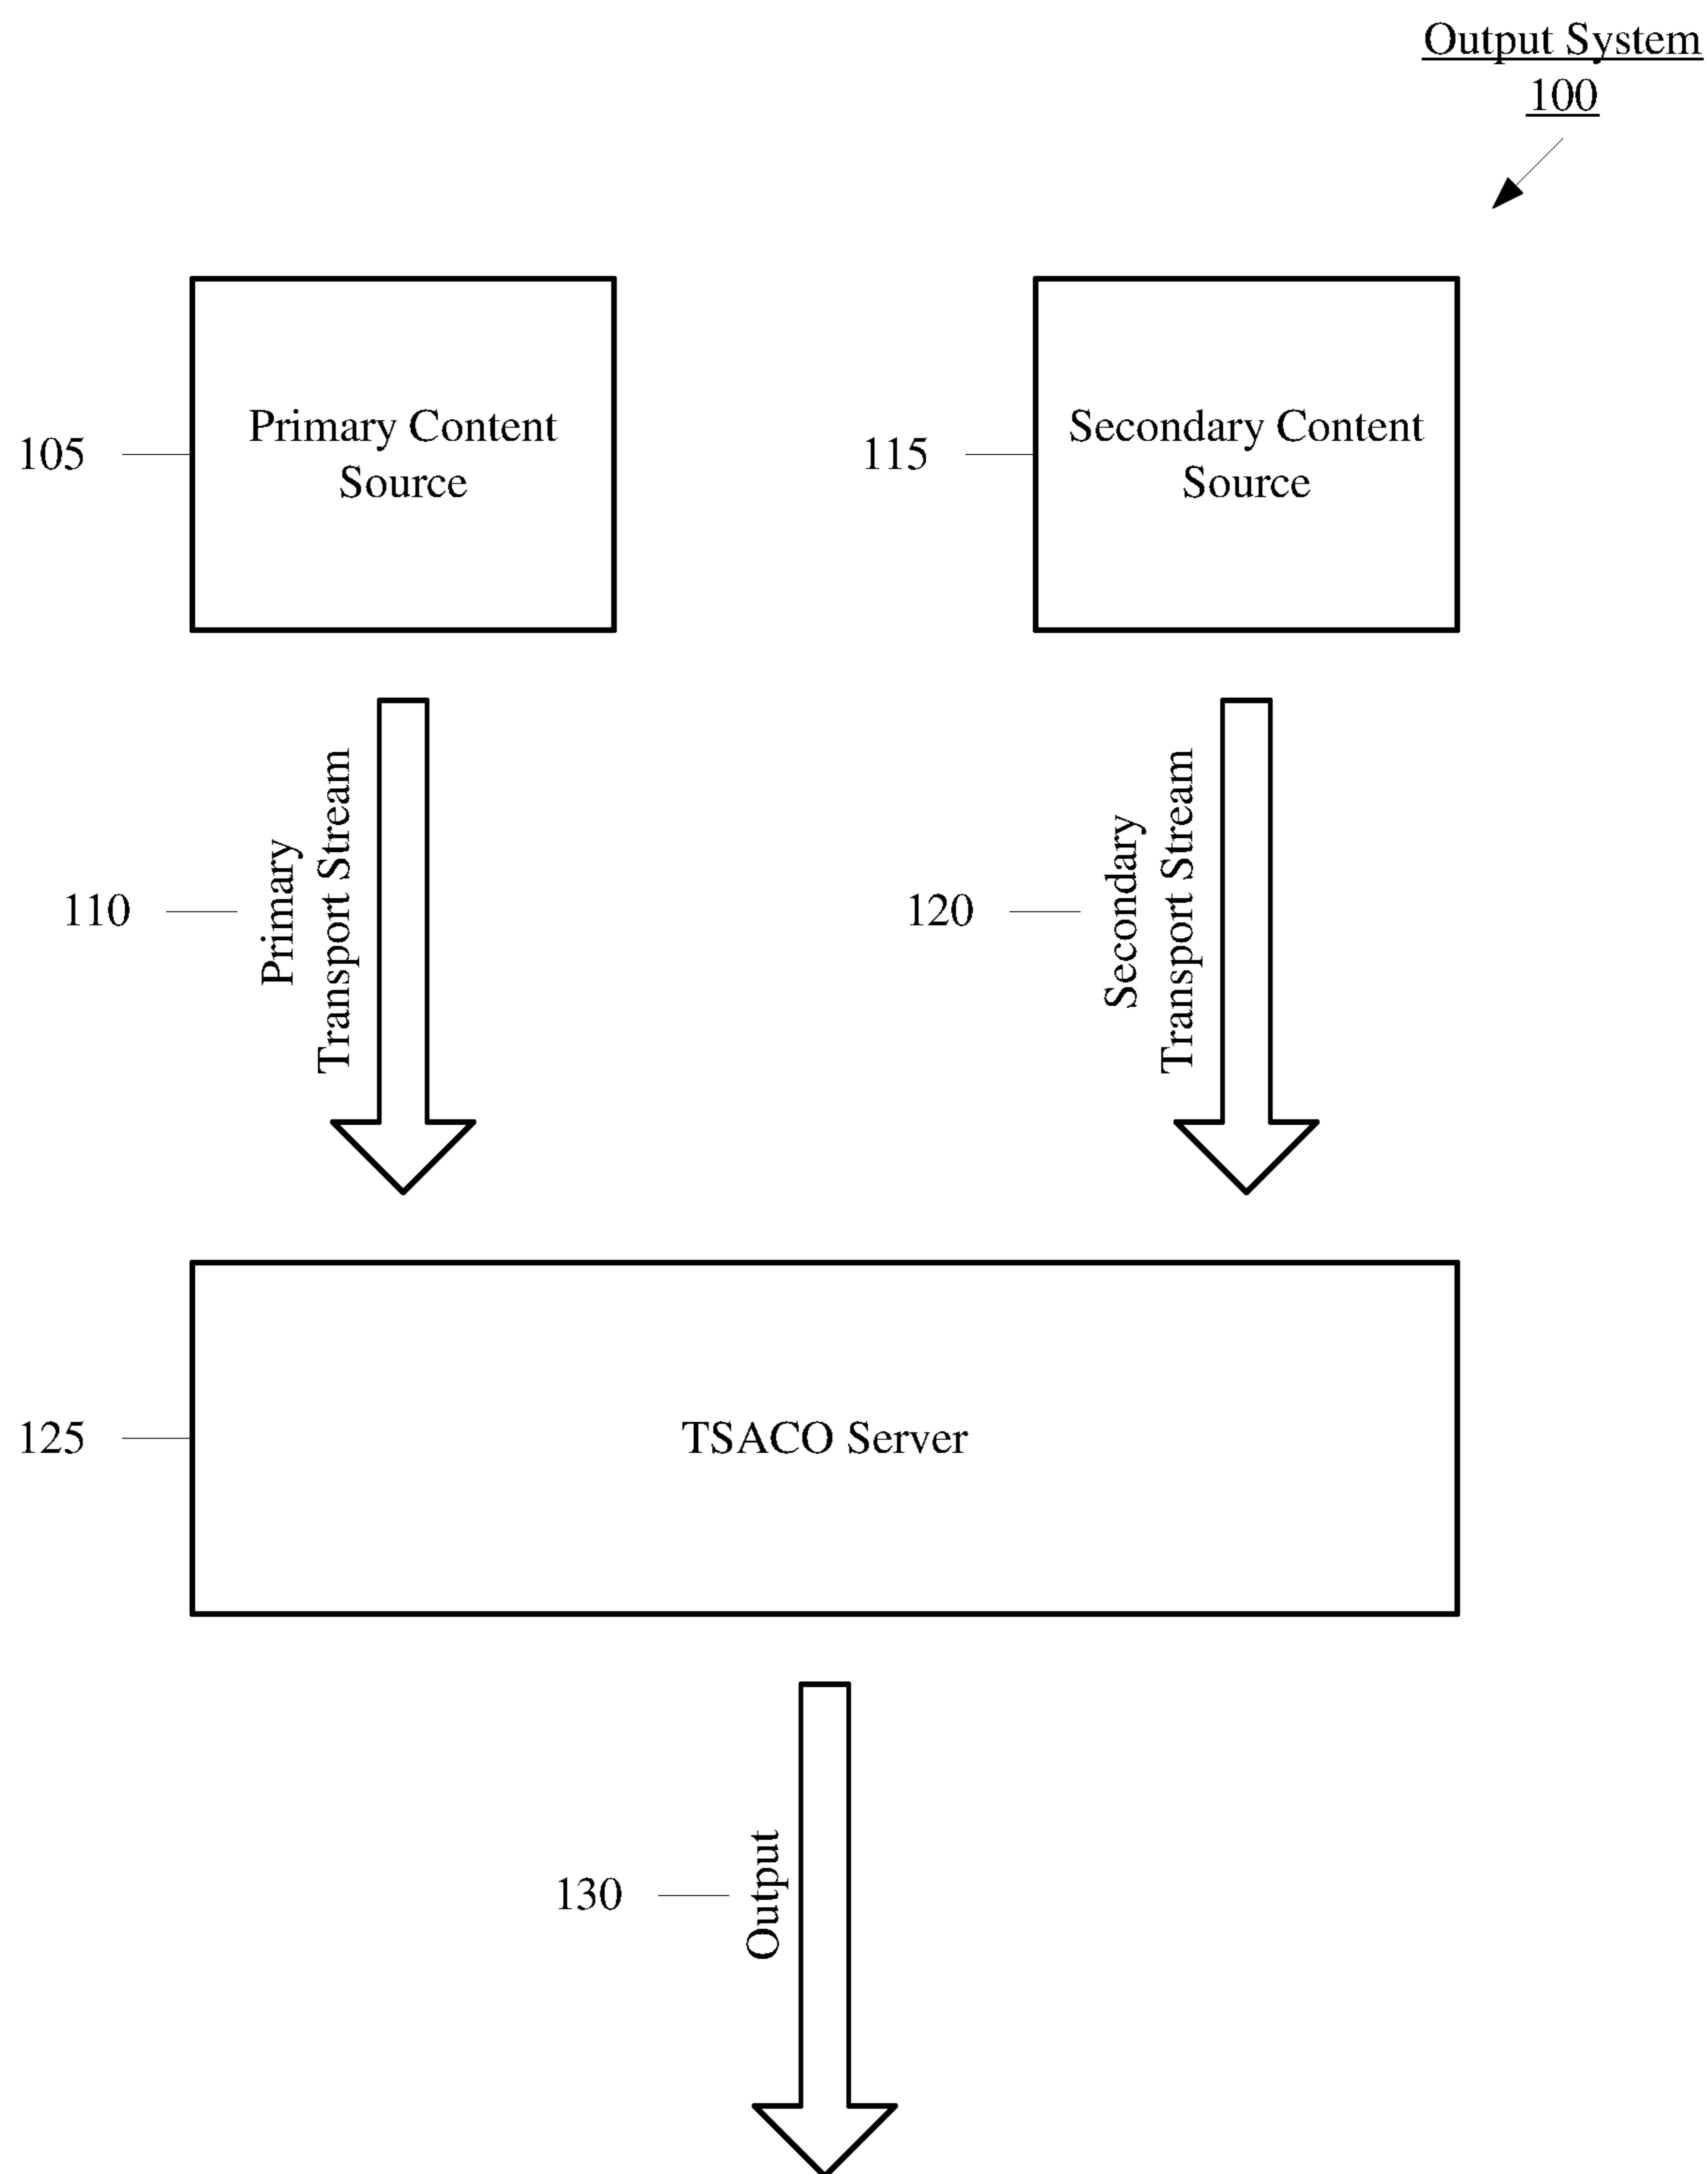 Output System
100
105
Primary Content
Source
115
Secondary Content
Source
110
Primary
Transport Stream
120
Secondary
Transport Stream
125
TSACO Server
130
Output